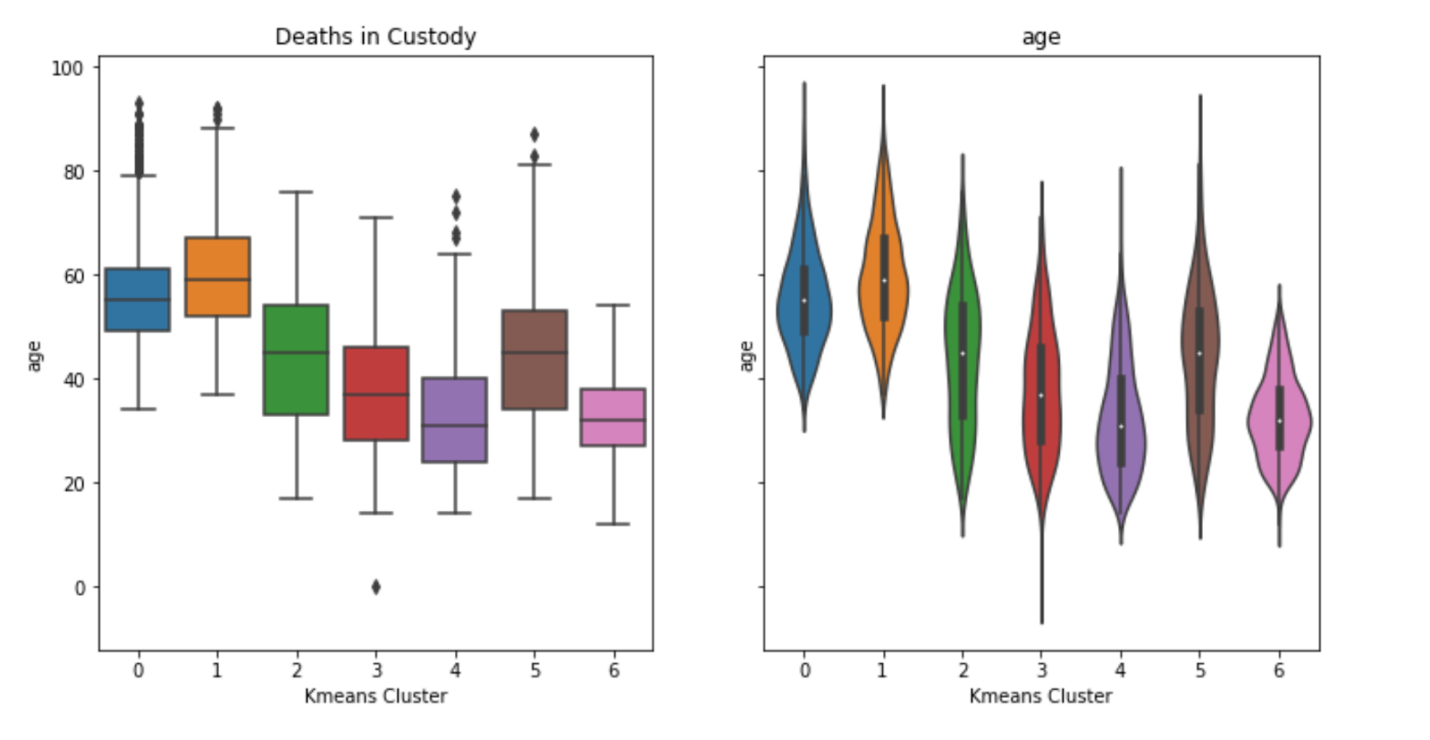 Deaths in Custody
100
80
60
40
20
0
age
0 1 2 3 4 5 6
Kmeans Cluster
age
age
0 1 2 3 4 5 6
Kmeans Cluster